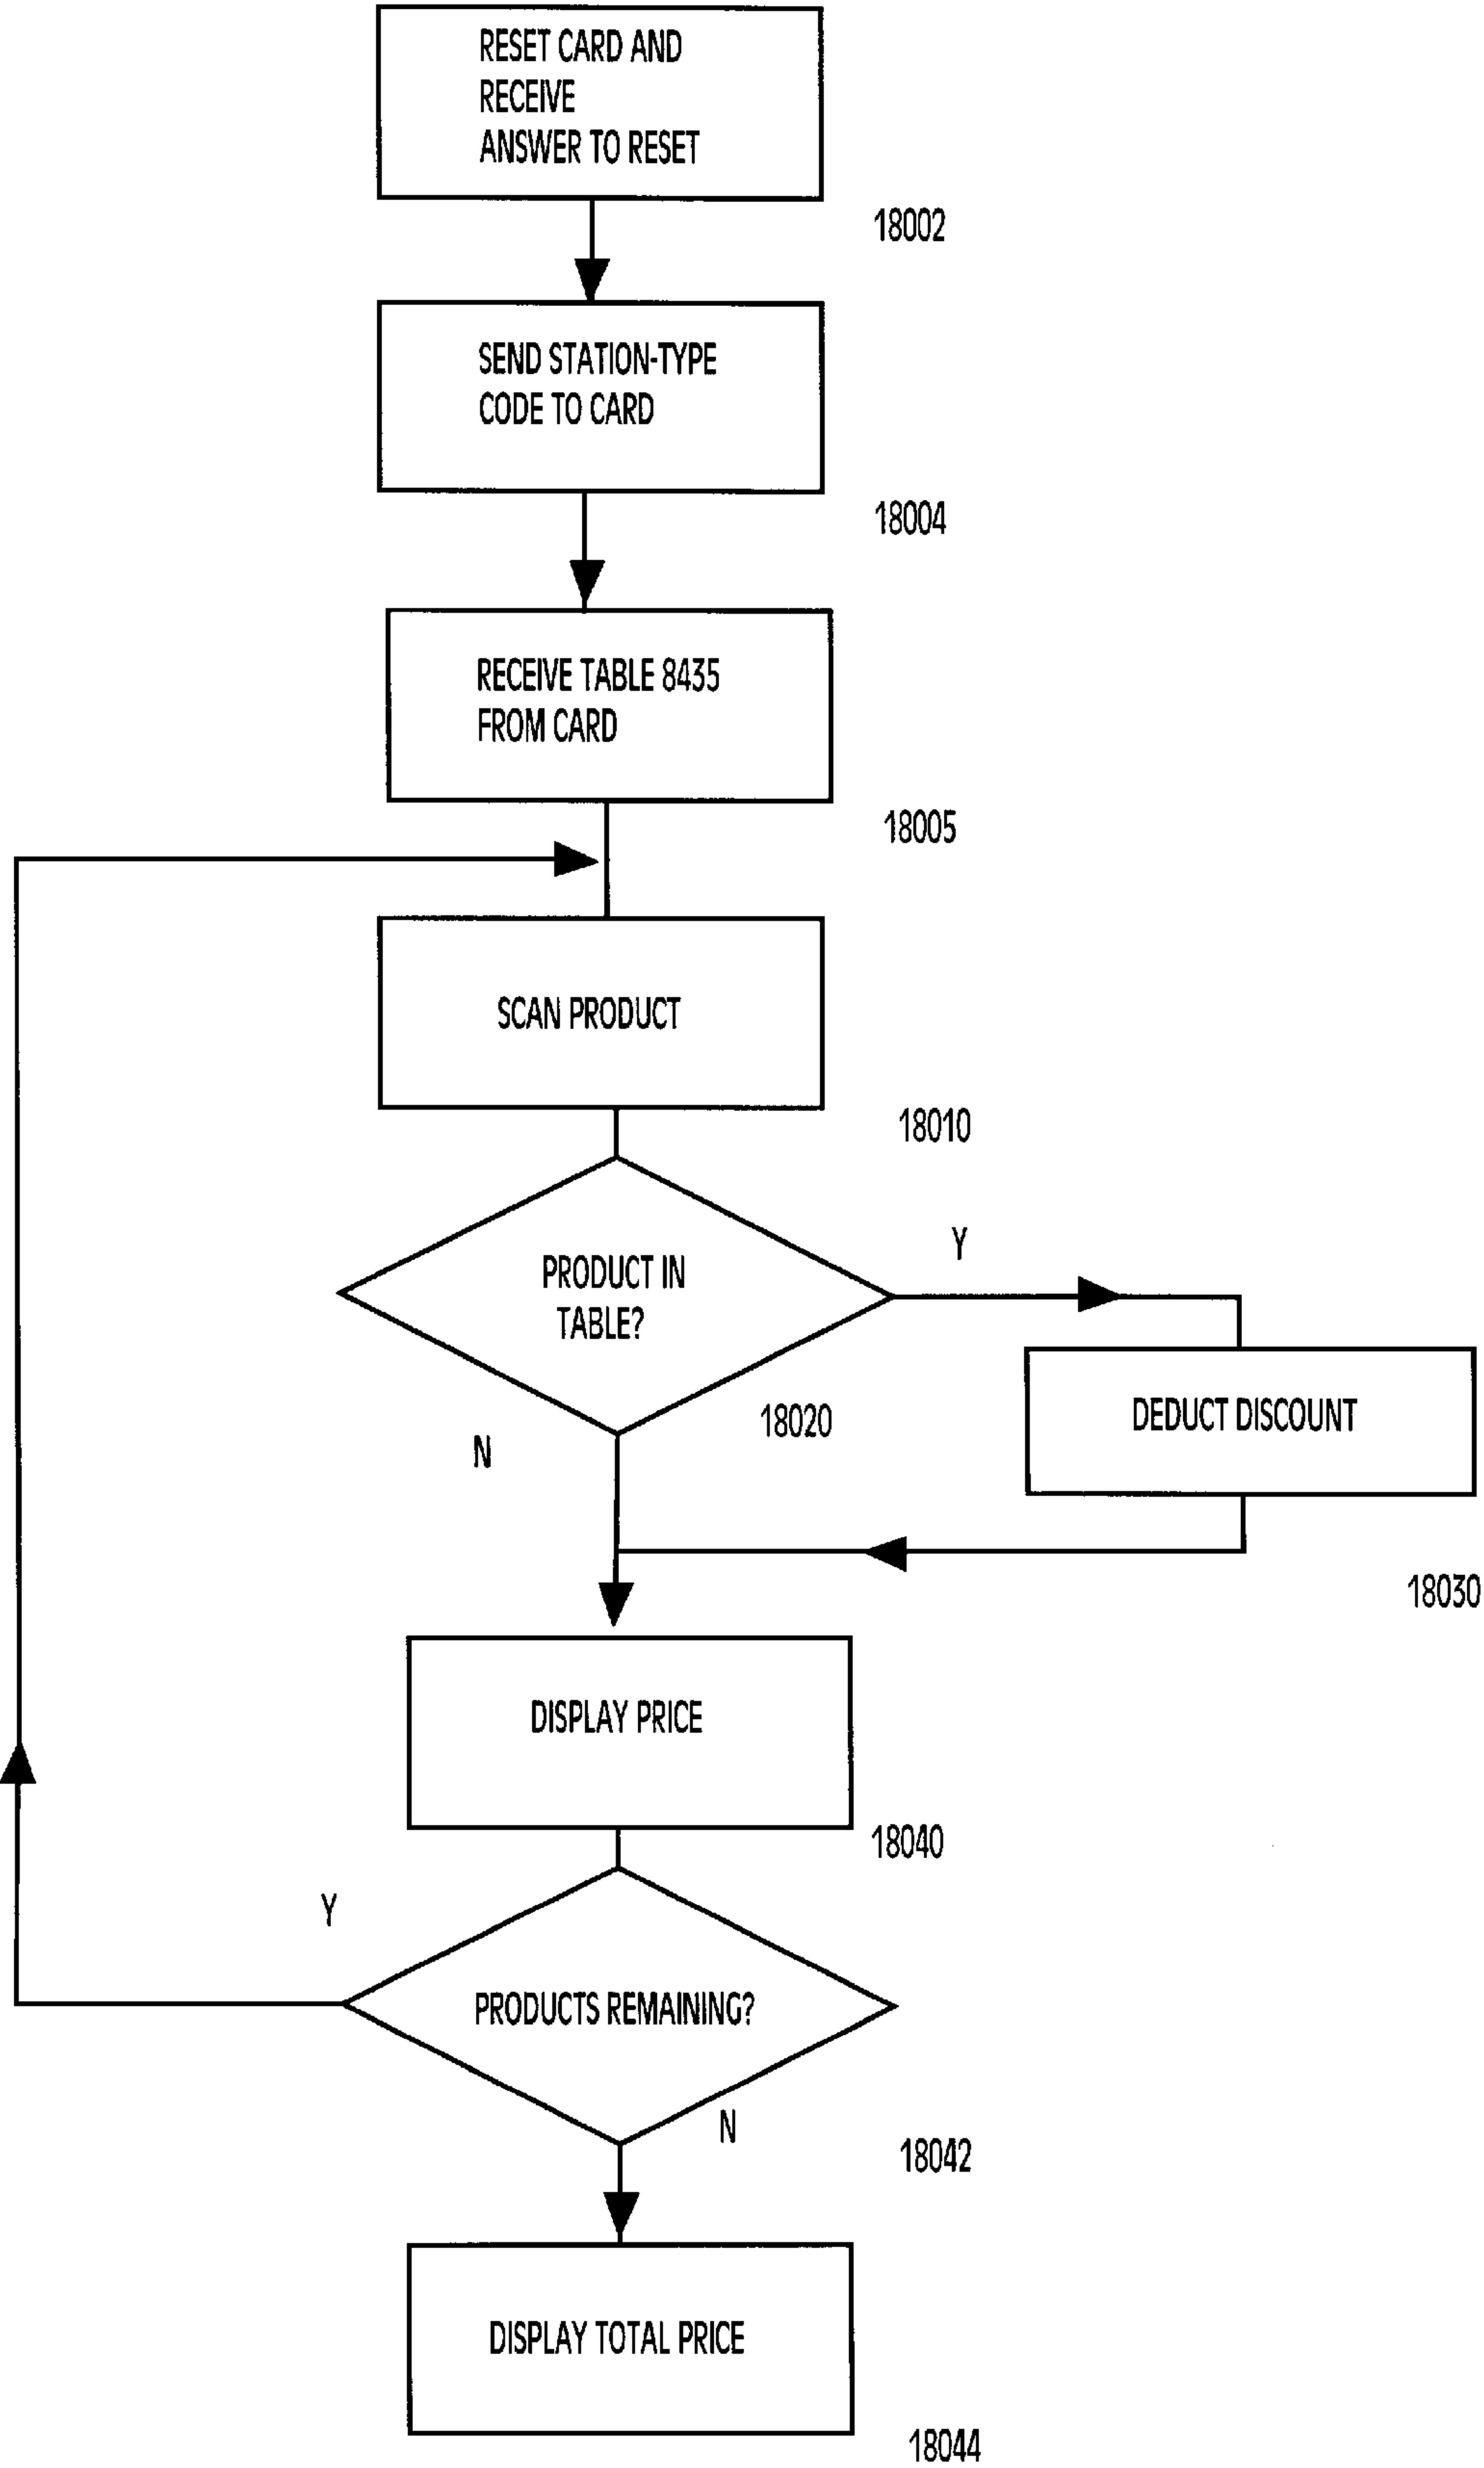 RESET CARD AND
RECEIVE
ANSWER TO RESET
18002
SEND STATION-TYPE
CODE TO CARD
18004
RECEIVE TABLE 8435
FROM CARD
18005
SCAN PRODUCT
18010
PRODUCT IN
TABLE?
Y
18020
N
DEDUCT DISCOUNT
18030
DISPLAY PRICE
18040
Y
PRODUCTS REMAINING?
N
18042
DISPLAY TOTAL PRICE
18044